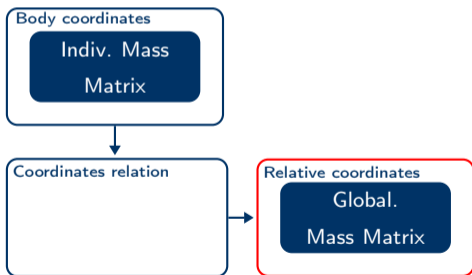 Body coordinates
Indiv. Mass
Matrix
Coordinates relation
Relative coordinates
Global.
Mass Matrix